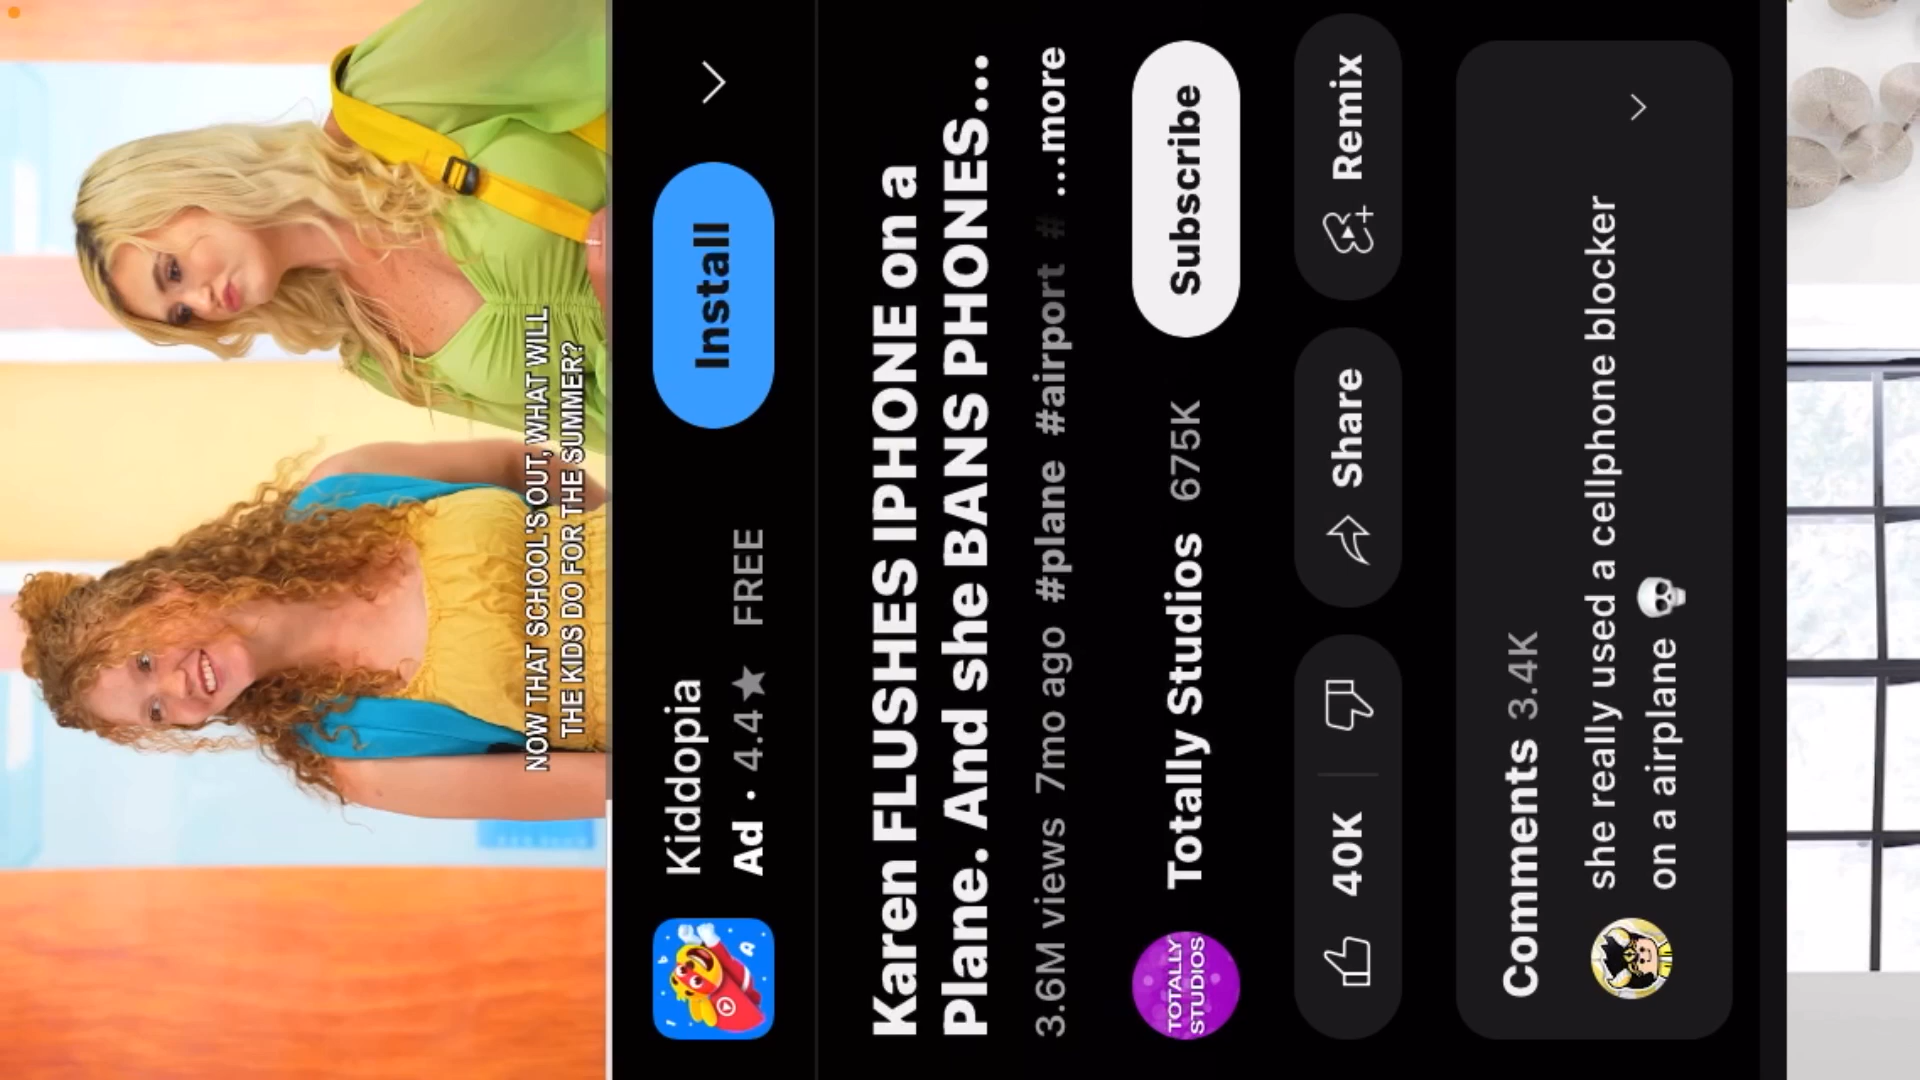 NOW THAT SCHOOL'S OUT, WHAT WILL
THE KIDS DO FOR THE SUMMER?
Kiddopia
Ad · 4.4 ★ FREE
Install
Karen FLUSHES IPHONE on a
Plane. And she BANS PHONES...
3.6M views 7mo ago #plane #airport # ...more
TOTALLY
STUDIOS
Totally Studios 675K
Subscribe
40K
Share
Remix
Comments 3.4K
she really used a cellphone blocker
on a airplane 💀